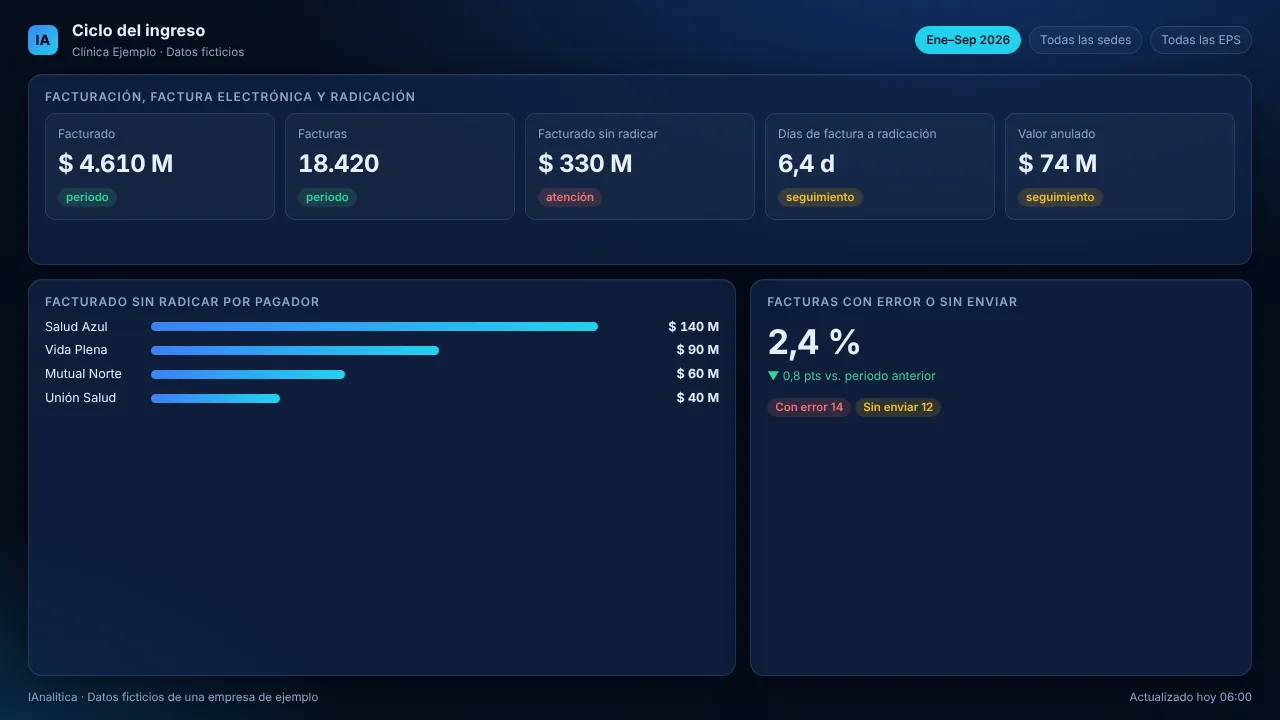 IA
Ciclo del ingreso
Clínica Ejemplo · Datos ficticios
Ene–Sep 2026
Todas las sedes
Todas las EPS
FACTURACIÓN, FACTURA ELECTRÓNICA Y RADICACIÓN
Facturado
$ 4.610 M
periodo
Facturas
18.420
periodo
Facturado sin radicar
$ 330 M
atención
Días de factura a radicación
6,4 d
seguimiento
Valor anulado
$ 74 M
seguimiento
FACTURADO SIN RADICAR POR PAGADOR
Salud Azul $ 140 M
Vida Plena $ 90 M
Mutual Norte $ 60 M
Unión Salud $ 40 M
FACTURAS CON ERROR O SIN ENVIAR
2,4 %
▼ 0,8 pts vs. periodo anterior
Con error 14 Sin enviar 12
IAnalitica · Datos ficticios de una empresa de ejemplo
Actualizado hoy 06:00